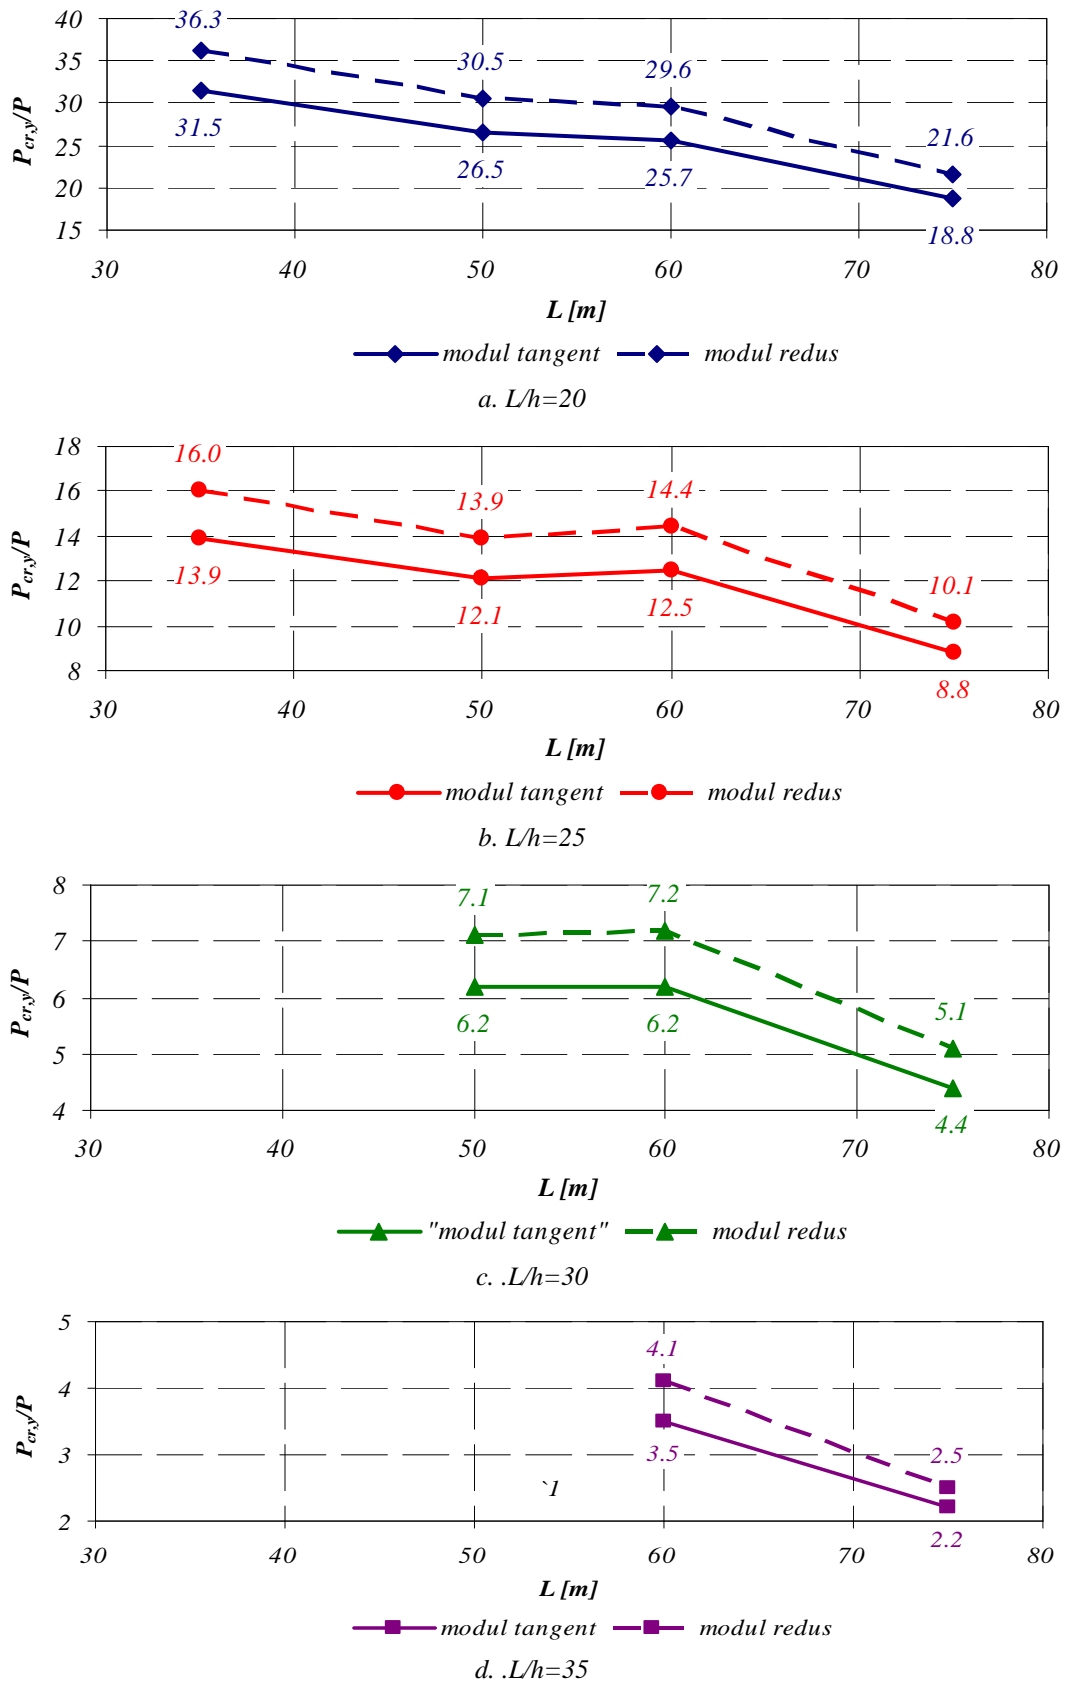 40
35
30
25
20
15
P_cr,y/P
36.3
30.5
29.6
21.6
31.5
26.5
25.7
18.8
30 40 50 60 70 80
L [m]
modul tangent modul redus
a. L/h=20
18
16
14
12
10
8
P_cr,y/P
16.0
13.9
14.4
10.1
13.9
12.1
12.5
8.8
30 40 50 60 70 80
L [m]
modul tangent modul redus
b. L/h=25
8
7
6
5
4
P_cr,y/P
7.1
7.2
5.1
6.2
6.2
4.4
30 40 50 60 70 80
L [m]
"modul tangent" modul redus
c. .L/h=30
5
4
3
2
P_cr,y/P
4.1
2.5
3.5
2.2
`1
30 40 50 60 70 80
L [m]
modul tangent modul redus
d. .L/h=35